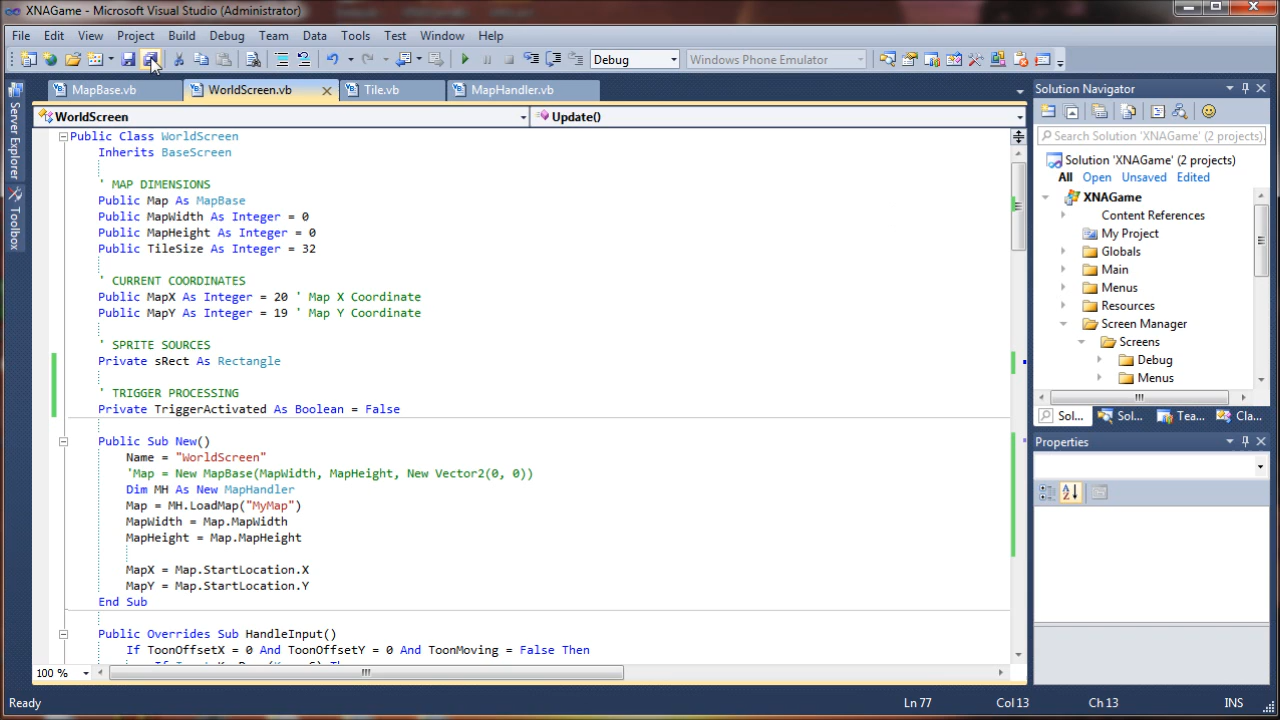 XNAGame - Microsoft Visual Studio (Administrator)
File Edit View Project Build Debug Team Data Tools Test Window Help
Debug Windows Phone Emulator
MapBase.vb WorldScreen.vb Tile.vb MapHandler.vb
WorldScreen Update()
Server Explorer
Toolbox
Public Class WorldScreen
Inherits BaseScreen
' MAP DIMENSIONS
Public Map As MapBase
Public MapWidth As Integer = 0
Public MapHeight As Integer = 0
Public TileSize As Integer = 32
' CURRENT COORDINATES
Public MapX As Integer = 20 ' Map X Coordinate
Public MapY As Integer = 19 ' Map Y Coordinate
' SPRITE SOURCES
Private sRect As Rectangle
' TRIGGER PROCESSING
Private TriggerActivated As Boolean = False
Public Sub New()
Name = "WorldScreen"
'Map = New MapBase(MapWidth, MapHeight, New Vector2(0, 0))
Dim MH As New MapHandler
Map = MH.LoadMap("MyMap")
MapWidth = Map.MapWidth
MapHeight = Map.MapHeight
MapX = Map.StartLocation.X
MapY = Map.StartLocation.Y
End Sub
Public Overrides Sub HandleInput()
If ToonOffsetX = 0 And ToonOffsetY = 0 And ToonMoving = False Then
100 %
Solution Navigator
Search Solution 'XNAGame' (2 projects),
Solution 'XNAGame' (2 projects)
All Open Unsaved Edited
XNAGame
Content References
My Project
Globals
Main
Menus
Resources
Screen Manager
Screens
Debug
Menus
Sol... Sol... Tea... Cla...
Properties
Ready Ln 77 Col 13 Ch 13 INS